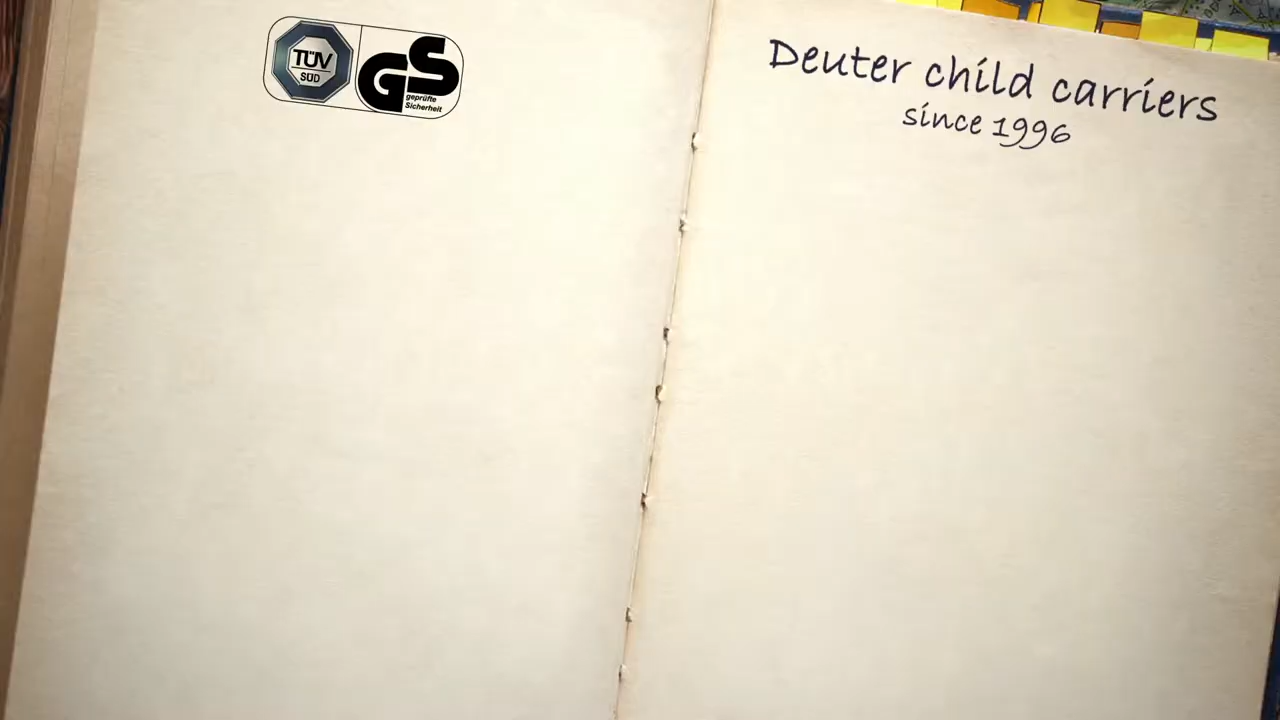 TÜV
SÜD
GS
geprüfte
Sicherheit
Deuter child carriers
since 1996